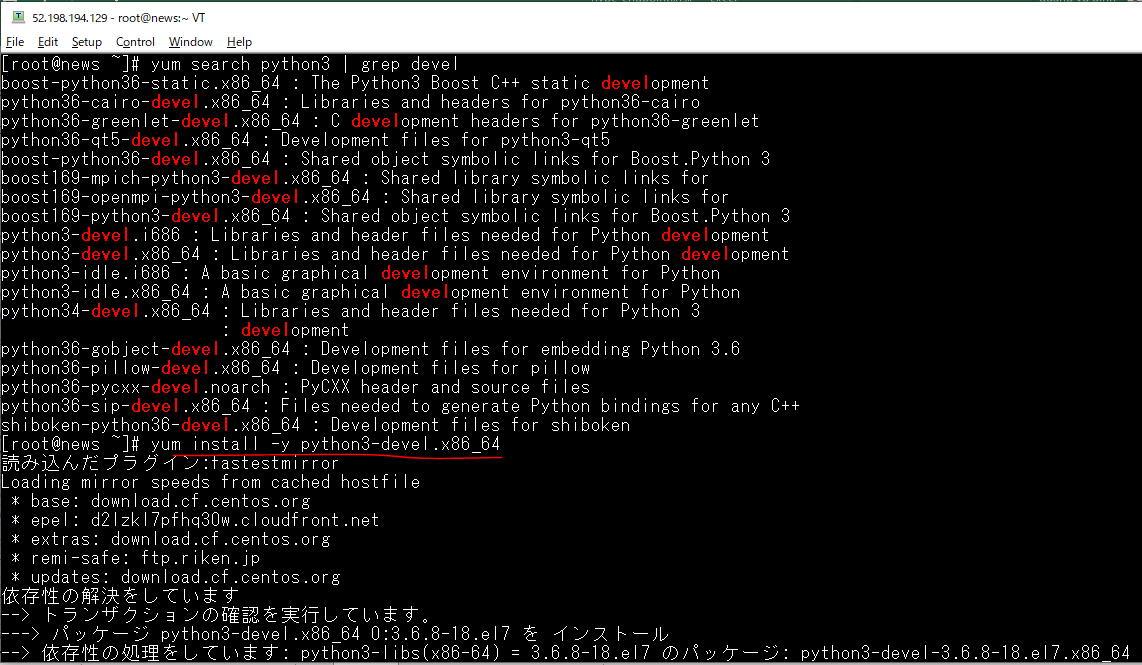 52.198.194.129 - root@news:~ VT
File Edit Setup Control Window Help
[root@news ~]# yum search python3 | grep devel
boost-python36-static.x86_64 : The Python3 Boost C++ static development
python36-cairo-devel.x86_64 : Libraries and headers for python36-cairo
python36-greenlet-devel.x86_64 : C development headers for python36-greenlet
python36-qt5-devel.x86_64 : Development files for python3-qt5
boost-python36-devel.x86_64 : Shared object symbolic links for Boost.Python 3
boost169-mpich-python3-devel.x86_64 : Shared library symbolic links for
boost169-openmpi-python3-devel.x86_64 : Shared library symbolic links for
boost169-python3-devel.x86_64 : Shared object symbolic links for Boost.Python 3
python3-devel.i686 : Libraries and header files needed for Python development
python3-devel.x86_64 : Libraries and header files needed for Python development
python3-idle.i686 : A basic graphical development environment for Python
python3-idle.x86_64 : A basic graphical development environment for Python
python34-devel.x86_64 : Libraries and header files needed for Python 3
: development
python36-gobject-devel.x86_64 : Development files for embedding Python 3.6
python36-pillow-devel.x86_64 : Development files for pillow
python36-pycxx-devel.noarch : PyCXX header and source files
python36-sip-devel.x86_64 : Files needed to generate Python bindings for any C++
shiboken-python36-devel.x86_64 : Development files for shiboken
[root@news ~]# yum install -y python3-devel.x86_64
読み込んだプラグイン:fastestmirror
Loading mirror speeds from cached hostfile
* base: download.cf.centos.org
* epel: d2lzkl7pfhq30w.cloudfront.net
* extras: download.cf.centos.org
* remi-safe: ftp.riken.jp
* updates: download.cf.centos.org
依存性の解決をしています
--> トランザクションの確認を実行しています。
---> パッケージ python3-devel.x86_64 0:3.6.8-18.el7 を インストール
--> 依存性の処理をしています: python3-libs(x86-64) = 3.6.8-18.el7 のパッケージ: python3-devel-3.6.8-18.el7.x86_64